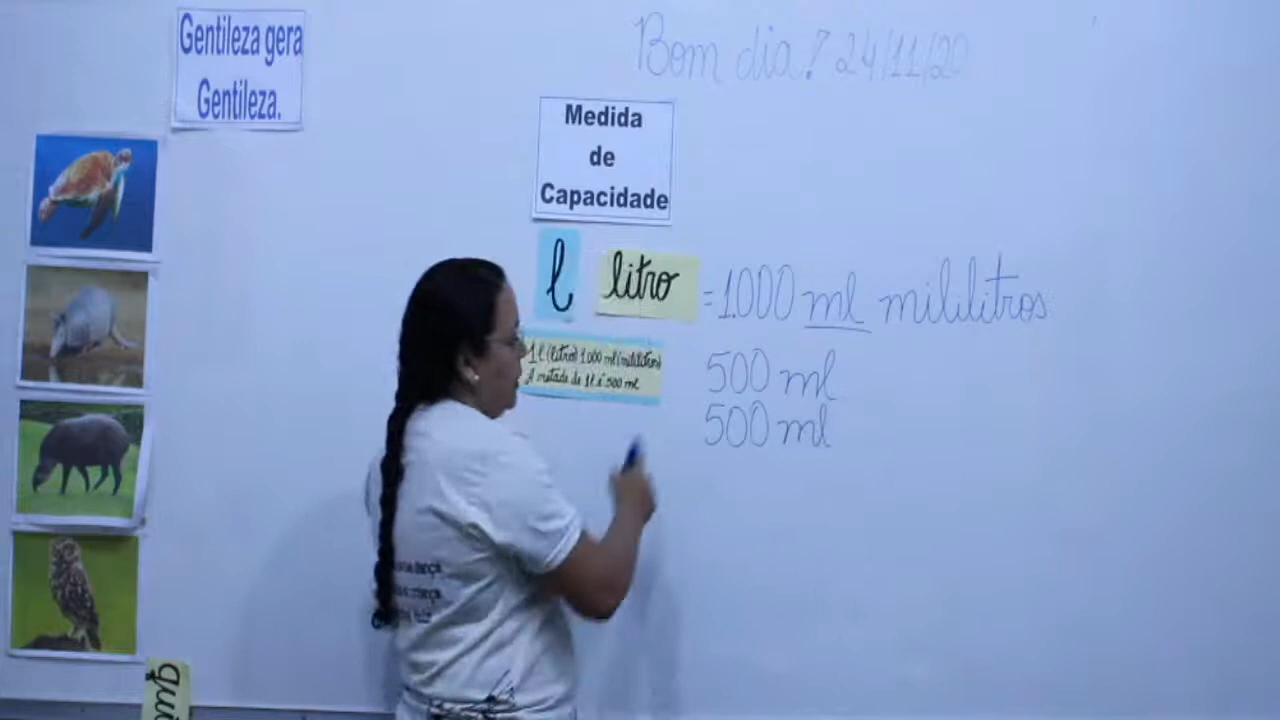 Gentileza gera
Gentileza.
Bom dia! 24/11/20
Medida
de
Capacidade
l litro = 1.000 ml mililitros
1 l (litro) 1.000 ml (mililitros)
A metade de 1l é 500 ml
500 ml
500 ml